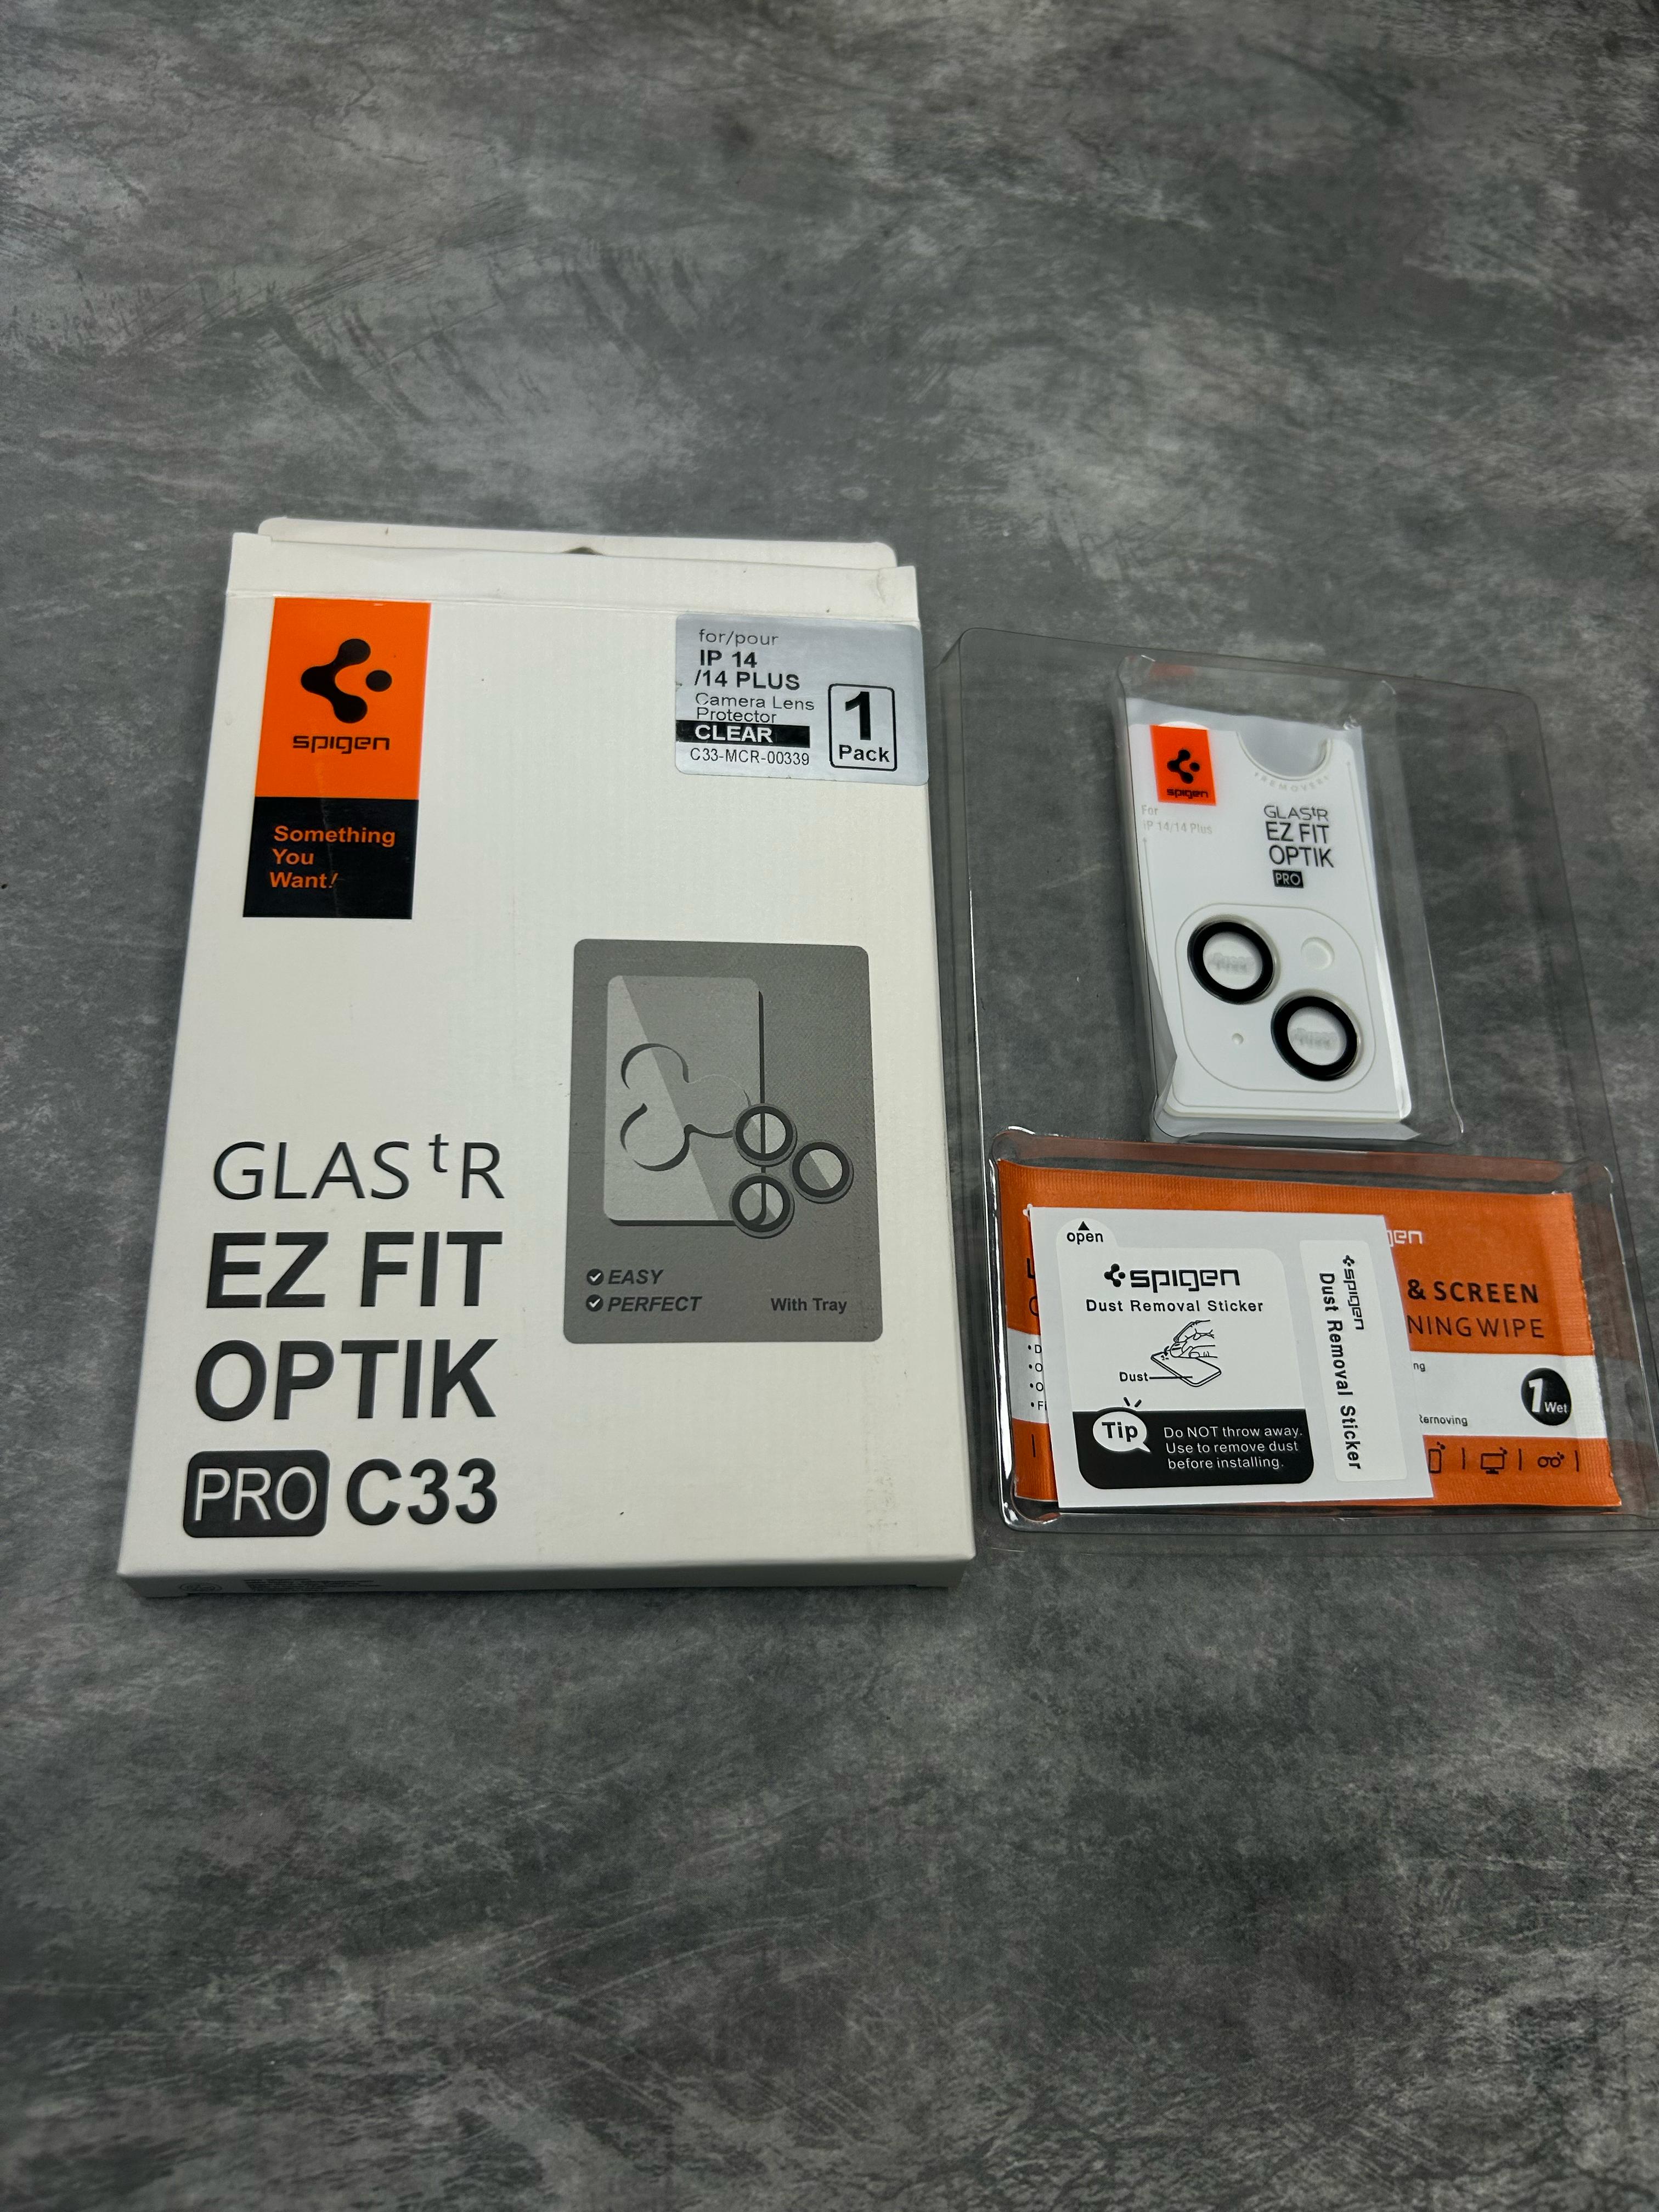 spigen
Something
You
Want!
for/pour
IP 14
/14 PLUS
Camera Lens
Protector
CLEAR
C33-MCR-00339
1
Pack
EASY
PERFECT
With Tray
GLAStR
EZ FIT
OPTIK
PRO C33
spigen
REMOVE
For
iP 14/14 Plus
GLAStR
EZ FIT
OPTIK
PRO
open
spigen
Dust Removal Sticker
Dust
Tip
Do NOT throw away.
Use to remove dust
before installing.
spigen
Dust Removal Sticker
& SCREEN
WIPE
1 Wet